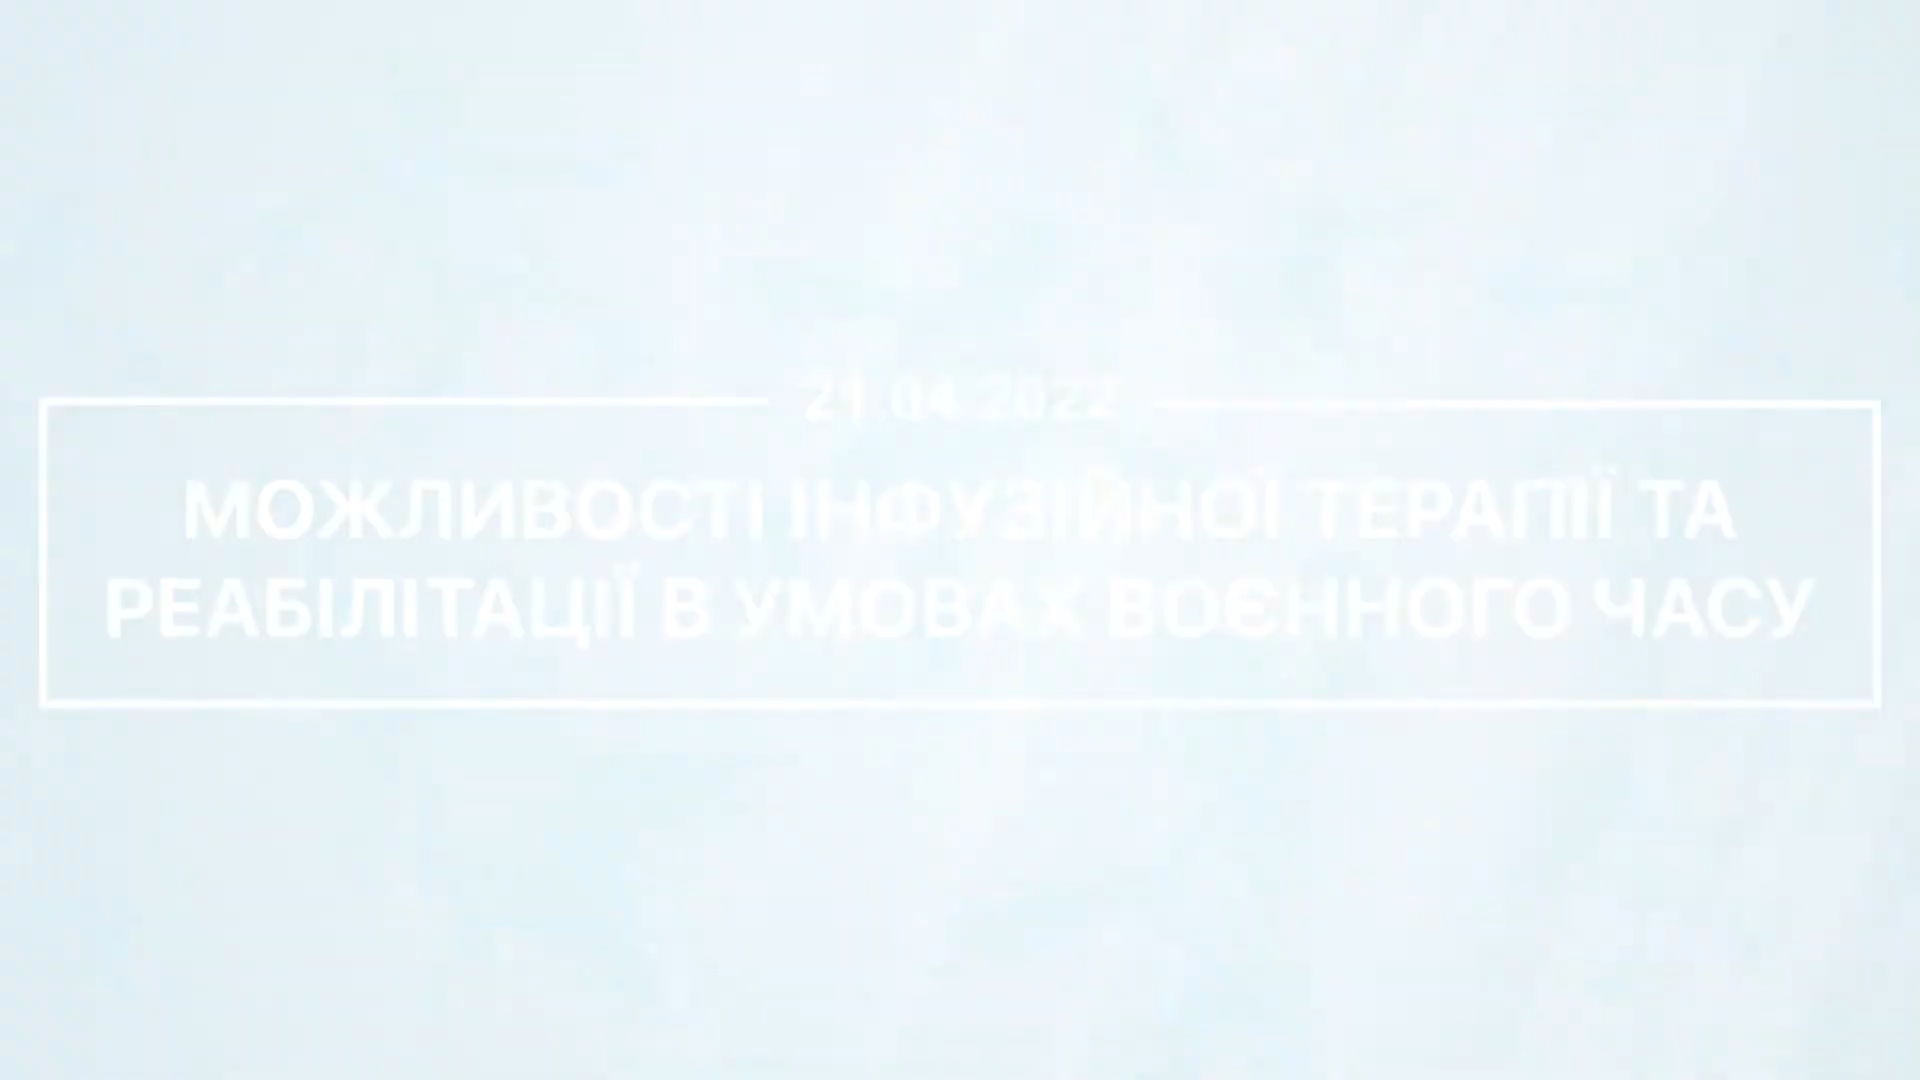 21.04.2022
МОЖЛИВОСТІ ІНФУЗІЙНОЇ ТЕРАПІЇ ТА
РЕАБІЛІТАЦІЇ В УМОВАХ ВОЄННОГО ЧАСУ